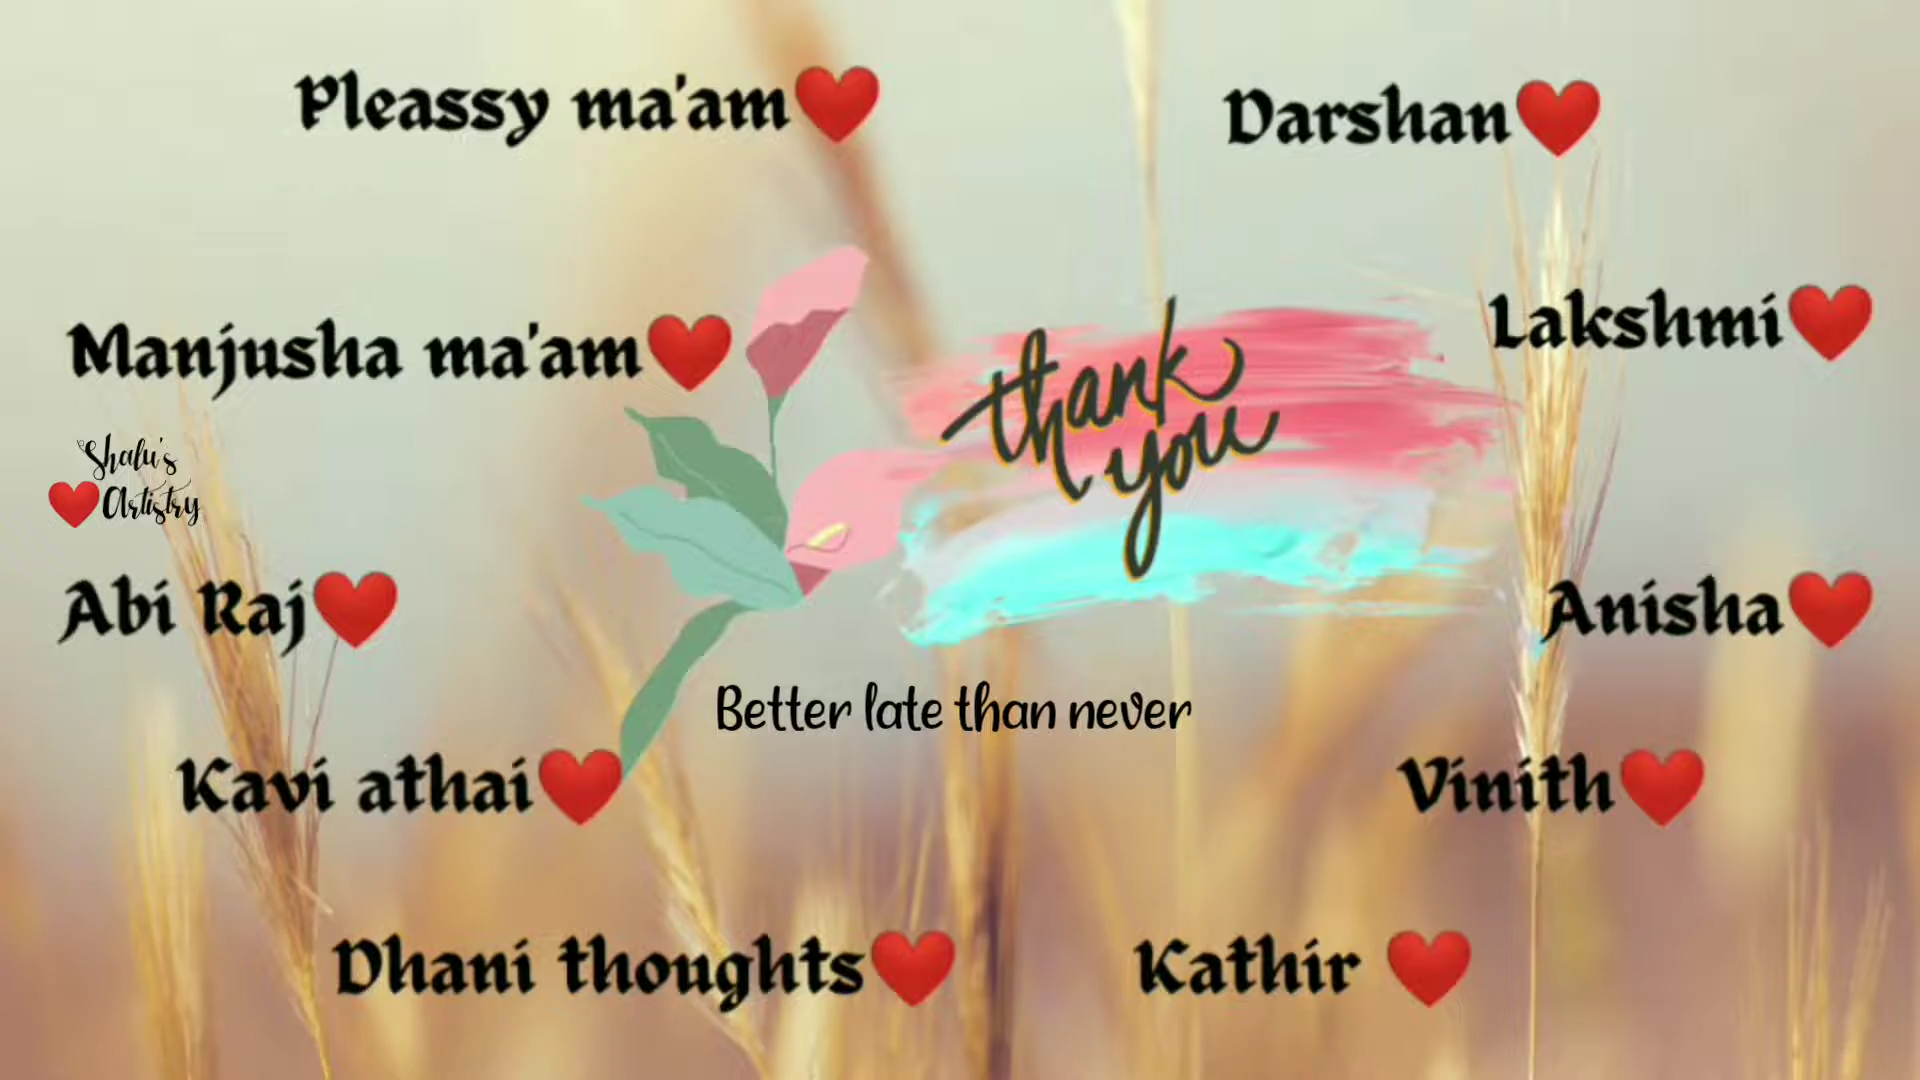 Pleassy ma'am❤️
Darshan❤️
Manjusha ma'am❤️
Lakshmi❤️
thank
you
Shalu's
❤️Artistry
Abi Raj❤️
Anisha❤️
Better late than never
Kavi athai❤️
Vinith❤️
Dhani thoughts❤️
Kathir ❤️